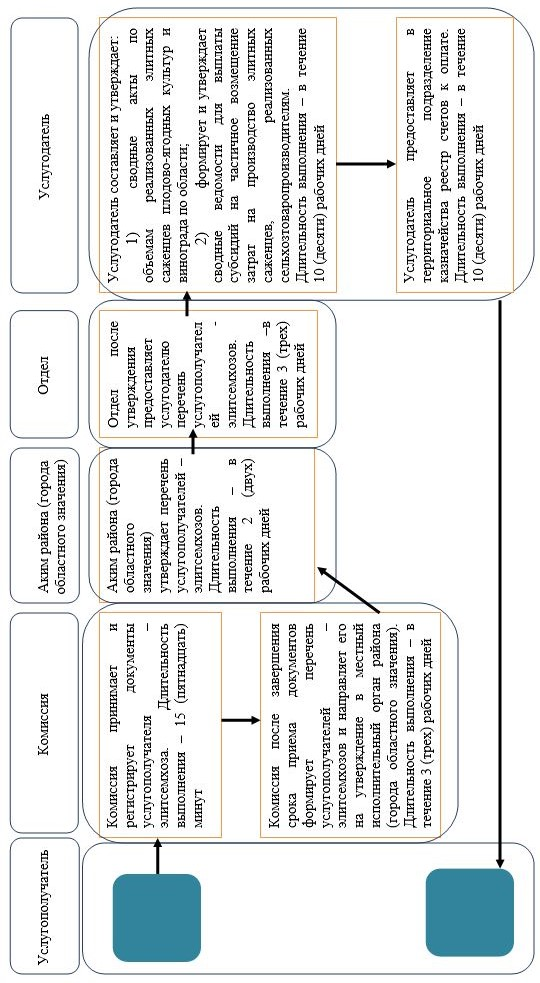 Услугополучатель
Комиссия
Аким района (города
областного значения)
Отдел
Услугодатель
Комиссия принимает и
регистрирует документы
услугополучателя –
элитсемхоза. Длительность
выполнения – 15 (пятнадцать)
минут
Комиссия после завершения
срока приема документов
формирует перечень
услугополучателей –
элитсемхозов и направляет его
на утверждение в местный
исполнительный орган района
(города областного значения).
Длительность выполнения – в
течение 3 (трех) рабочих дней
Аким района (города
областного
значения)
утверждает перечень
услугополучателей –
элитсемхозов.
Длительность
выполнения – в
течение 2 (двух)
рабочих дней
Отдел после
утверждения
предоставляет
услугодателю
перечень
услугополучател -
ей
элитсемхозов.
Длительность
выполнения –в
течение 3 (трех)
рабочих дней
Услугодатель составляет и утверждает:
1) сводные акты по
объемам реализованных элитных
саженцев плодово-ягодных культур и
винограда по области;
2) формирует и утверждает
сводные ведомости для выплаты
субсидий на частичное возмещение
затрат на производство элитных
саженцев, реализованных
сельхозтоваропроизводителям.
Длительность выполнения – в течение
10 (десяти) рабочих дней
Услугодатель предоставляет в
территориальное подразделение
казначейства реестр счетов к оплате.
Длительность выполнения – в течение
10 (десяти) рабочих дней